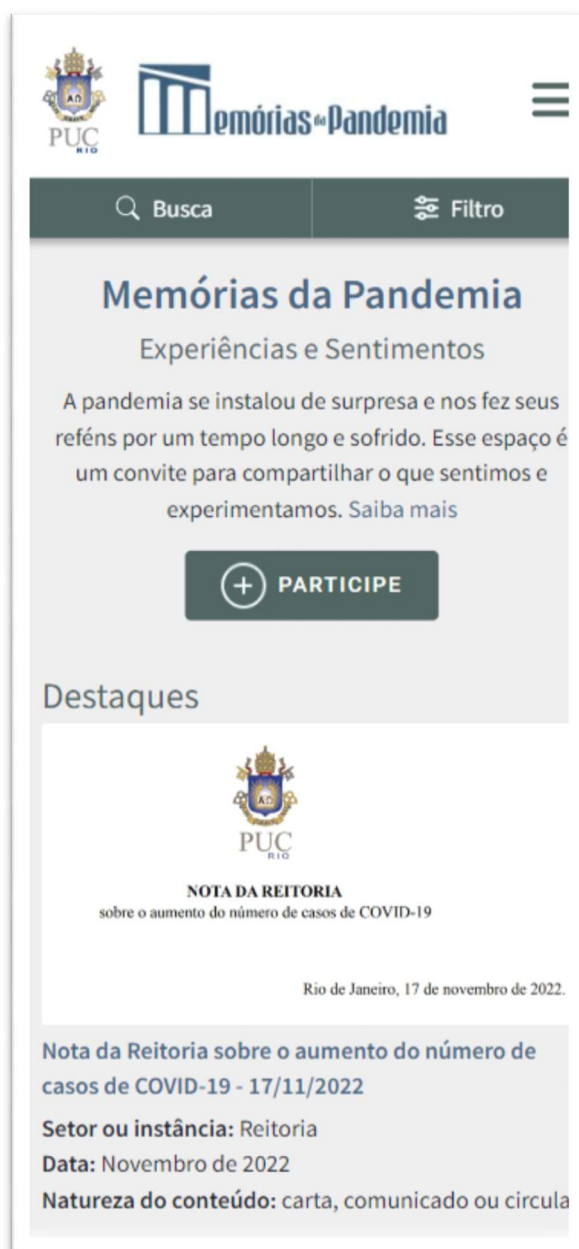 PUC
RIO
Memórias da Pandemia
Busca
Filtro
Memórias da Pandemia
Experiências e Sentimentos
A pandemia se instalou de surpresa e nos fez seus
reféns por um tempo longo e sofrido. Esse espaço é
um convite para compartilhar o que sentimos e
experimentamos. Saiba mais
+ PARTICIPE
Destaques
ΑΩ
PUC
RIO
NOTA DA REITORIA
sobre o aumento do número de casos de COVID-19
Rio de Janeiro, 17 de novembro de 2022.
Nota da Reitoria sobre o aumento do número de
casos de COVID-19 - 17/11/2022
Setor ou instância: Reitoria
Data: Novembro de 2022
Natureza do conteúdo: carta, comunicado ou circula